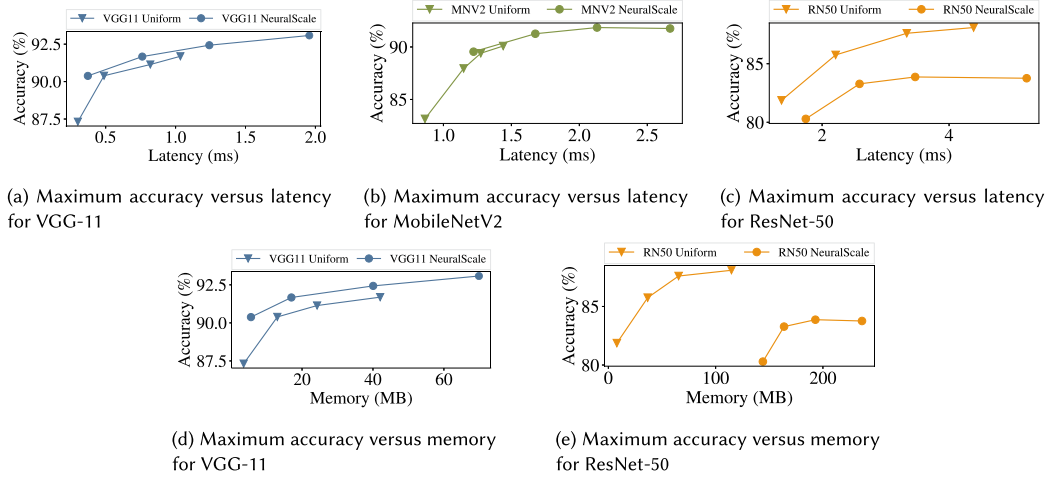 VGG11 Uniform VGG11 NeuralScale
Accuracy (%)
92.5
90.0
87.5
0.5 1.0 1.5 2.0
Latency (ms)
(a) Maximum accuracy versus latency
for VGG-11
MNV2 Uniform MNV2 NeuralScale
Accuracy (%)
90
85
1.0 1.5 2.0 2.5
Latency (ms)
(b) Maximum accuracy versus latency
for MobileNetV2
RN50 Uniform RN50 NeuralScale
Accuracy (%)
85
80
2 4
Latency (ms)
(c) Maximum accuracy versus latency
for ResNet-50
VGG11 Uniform VGG11 NeuralScale
Accuracy (%)
92.5
90.0
87.5
20 40 60
Memory (MB)
(d) Maximum accuracy versus memory
for VGG-11
RN50 Uniform RN50 NeuralScale
Accuracy (%)
85
80
0 100 200
Memory (MB)
(e) Maximum accuracy versus memory
for ResNet-50